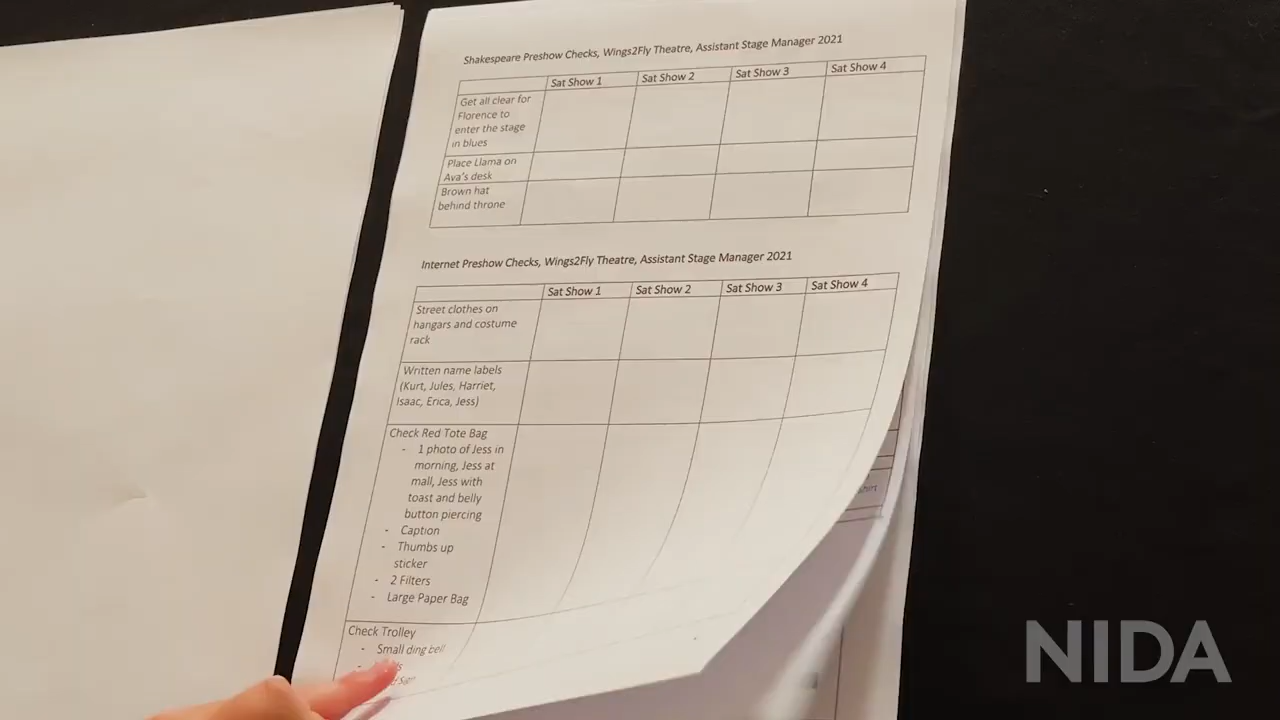 Shakespeare Preshow Checks, Wings2Fly Theatre, Assistant Stage Manager 2021
Sat Show 1 Sat Show 2 Sat Show 3 Sat Show 4
Get all clear for
Florence to
enter the stage
in blues
Place Llama on
Ava's desk
Brown hat
behind throne
Internet Preshow Checks, Wings2Fly Theatre, Assistant Stage Manager 2021
Sat Show 1 Sat Show 2 Sat Show 3 Sat Show 4
Street clothes on
hangars and costume
rack
Written name labels
(Kurt, Jules, Harriet,
Isaac, Erica, Jess)
Check Red Tote Bag
- 1 photo of Jess in
morning, Jess at
mall, Jess with
toast and belly
button piercing
- Caption
- Thumbs up
sticker
- 2 Filters
- Large Paper Bag
Check Trolley
- Small ding bell
NIDA